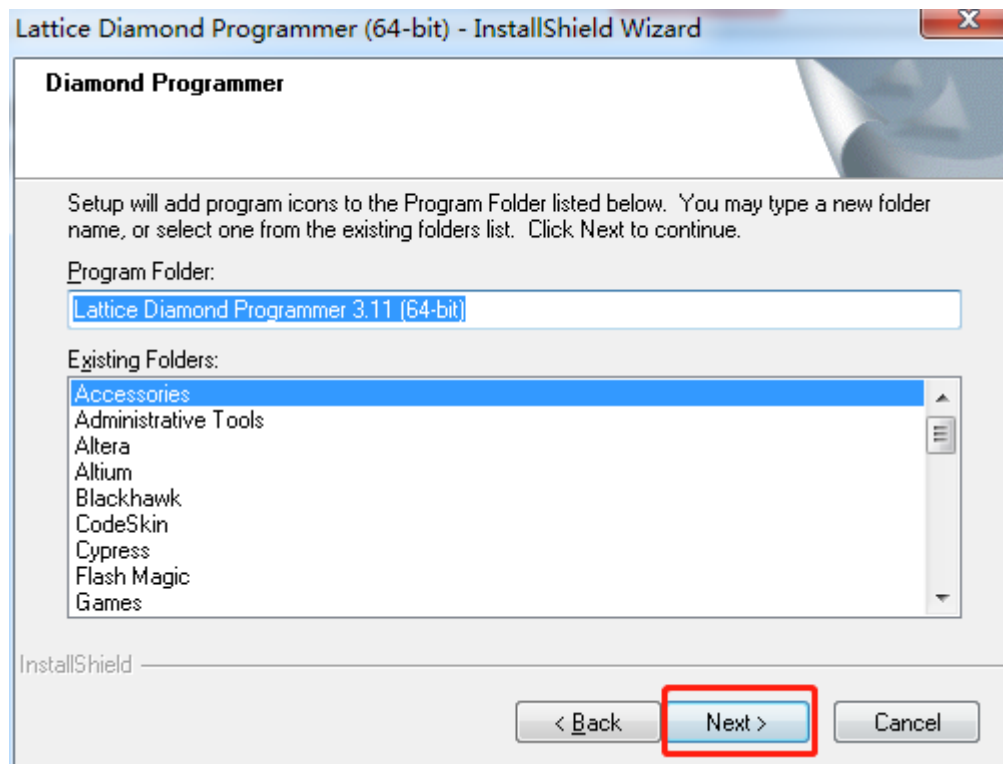 Lattice Diamond Programmer (64-bit) - InstallShield Wizard
Diamond Programmer
Setup will add program icons to the Program Folder listed below.  You may type a new folder
name, or select one from the existing folders list.  Click Next to continue.
Program Folder:
Lattice Diamond Programmer 3.11 (64-bit)
Existing Folders:
Accessories
Administrative Tools
Altera
Altium
Blackhawk
CodeSkin
Cypress
Flash Magic
Games
InstallShield
< Back
Next >
Cancel